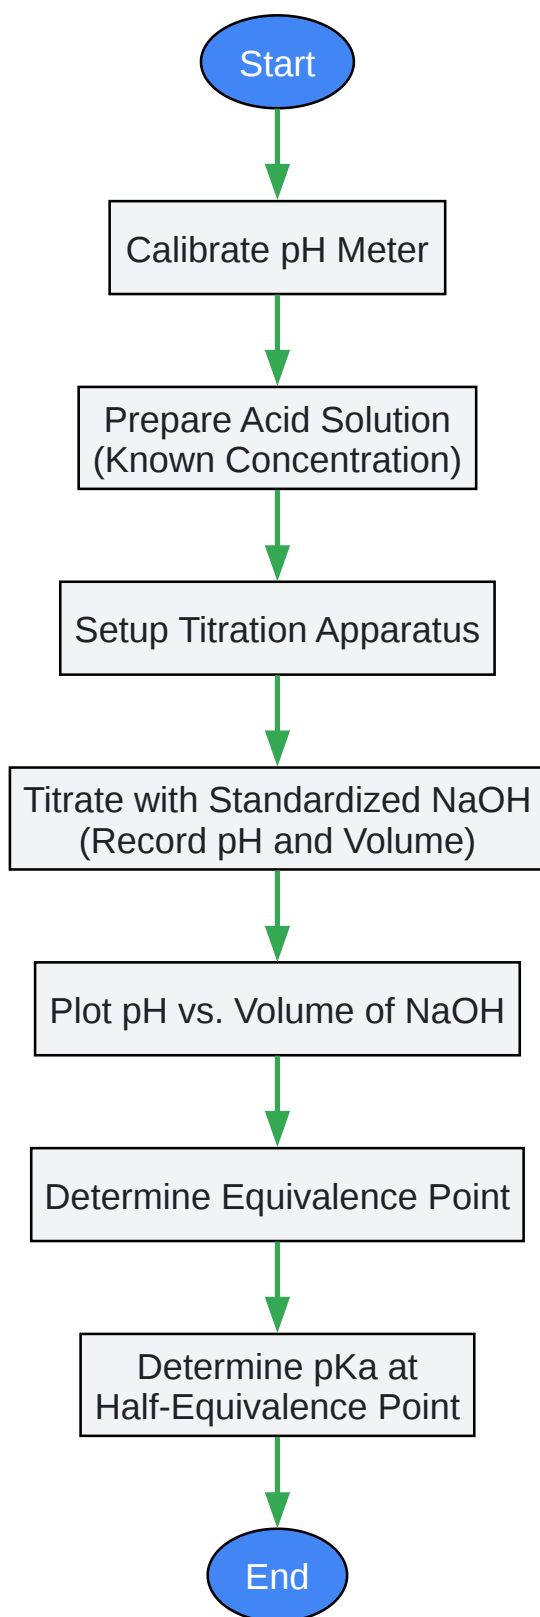 Start
Calibrate pH Meter
Prepare Acid Solution
(Known Concentration)
Setup Titration Apparatus
Titrate with Standardized NaOH
(Record pH and Volume)
Plot pH vs. Volume of NaOH
Determine Equivalence Point
Determine pKa at
Half-Equivalence Point
End